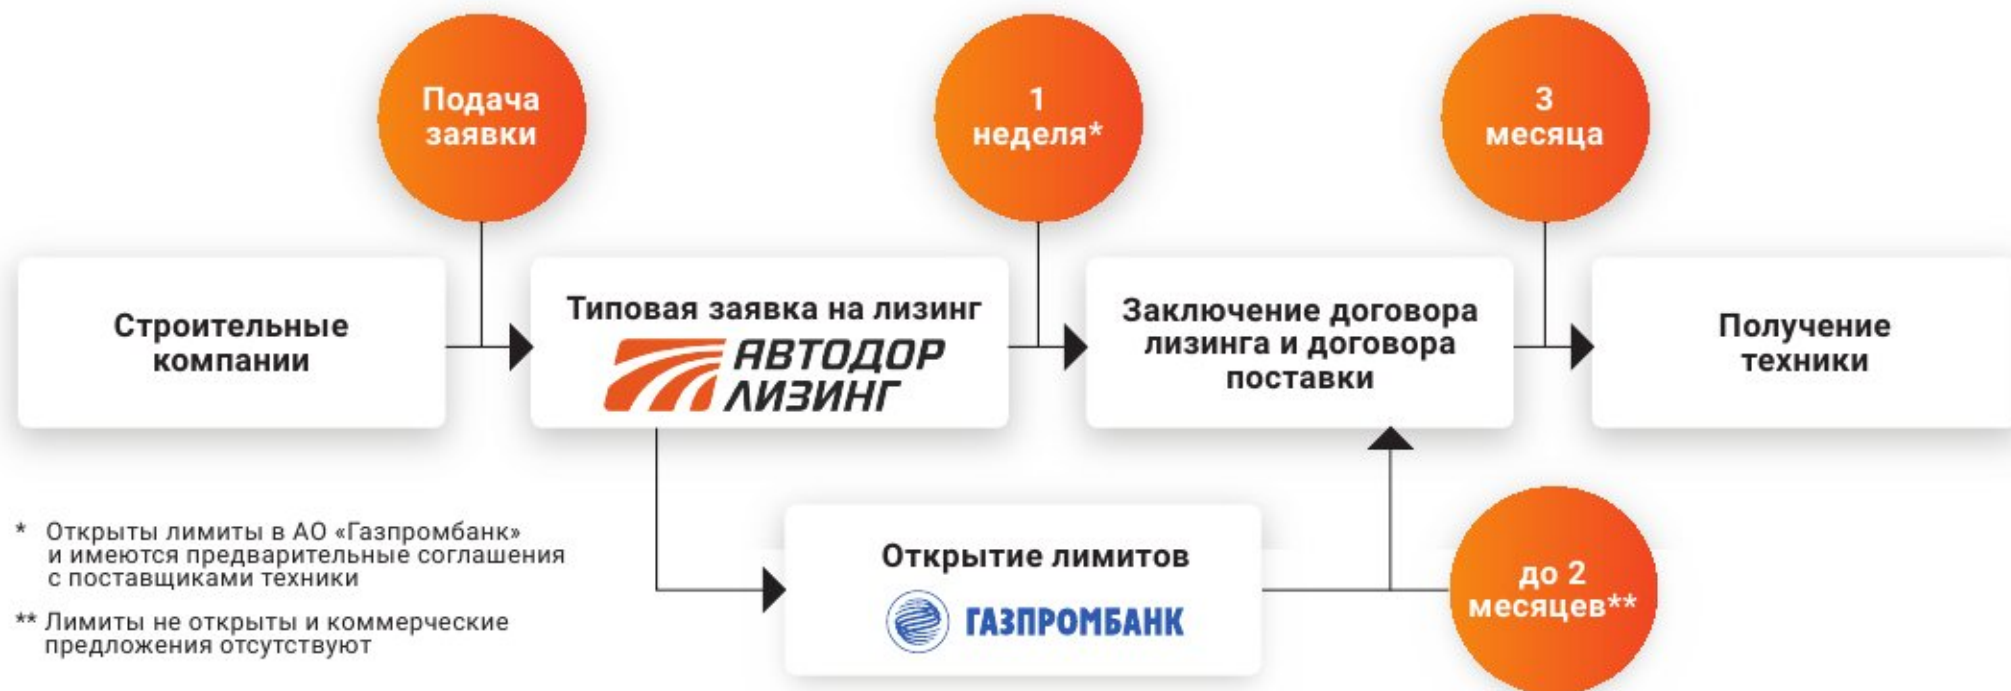 Подача
заявки
1
неделя*
3
месяца
Строительные
компании
Типовая заявка на лизинг
АВТОДОР
ЛИЗИНГ
Заключение договора
лизинга и договора
поставки
Получение
техники
Открытие лимитов
ГАЗПРОМБАНК
до 2
месяцев**
* Открыты лимиты в АО «Газпромбанк»
и имеются предварительные соглашения
с поставщиками техники
** Лимиты не открыты и коммерческие
предложения отсутствуют